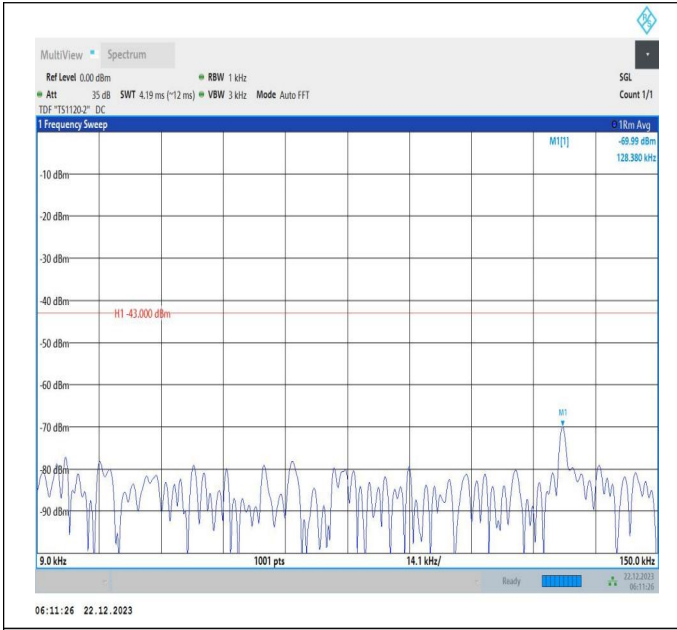 R S
MultiView Spectrum
Ref Level 0.00 dBm RBW 1 kHz SGL
Att 35 dB SWT 4.19 ms (~12 ms) VBW 3 kHz Mode Auto FFT Count 1/1
TDF "TS1120-2" DC
1 Frequency Sweep 1Rm Avg
M1[1] -69.99 dBm
128.380 kHz
-10 dBm
-20 dBm
-30 dBm
-40 dBm
H1 -43.000 dBm
-50 dBm
-60 dBm
M1
-70 dBm
-80 dBm
-90 dBm
9.0 kHz 1001 pts 14.1 kHz/ 150.0 kHz
Ready 22.12.2023
06:11:26
06:11:26 22.12.2023